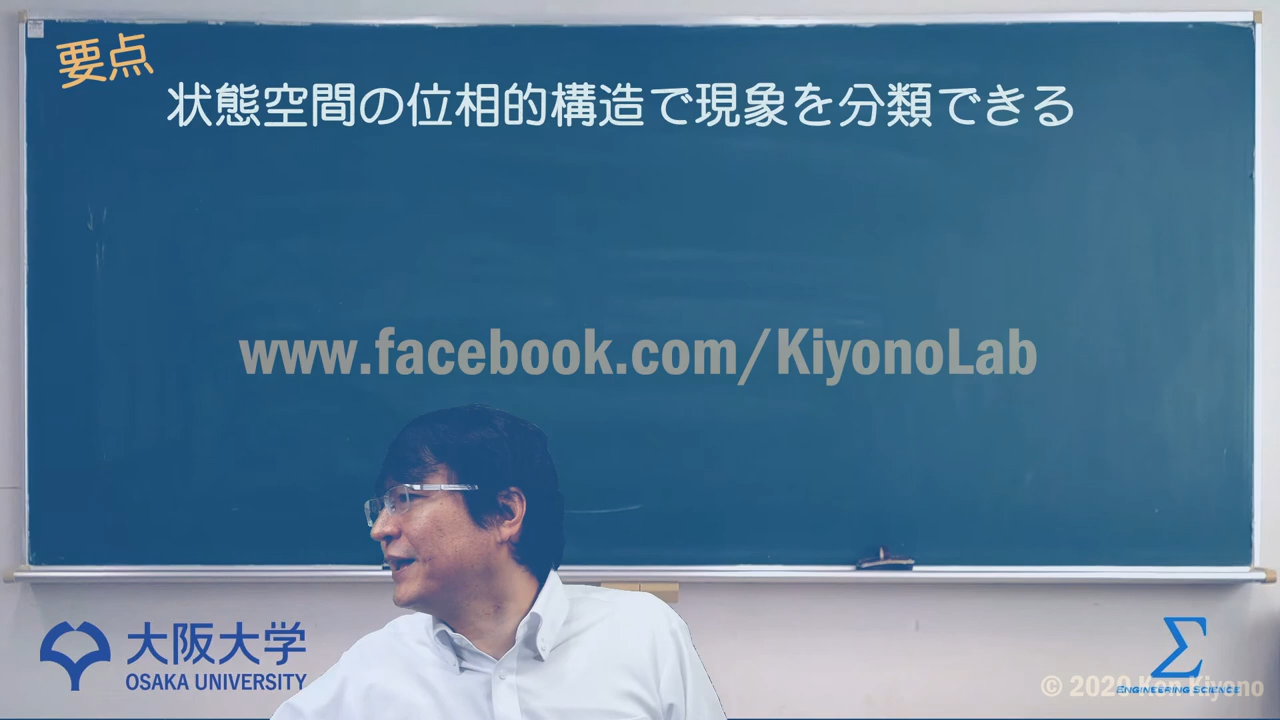 要点
状態空間の位相的構造で現象を分類できる
www.facebook.com/KiyonoLab
大阪大学
OSAKA UNIVERSITY
Σ
ENGINEERING SCIENCE
© 2020 Ken Kiyono